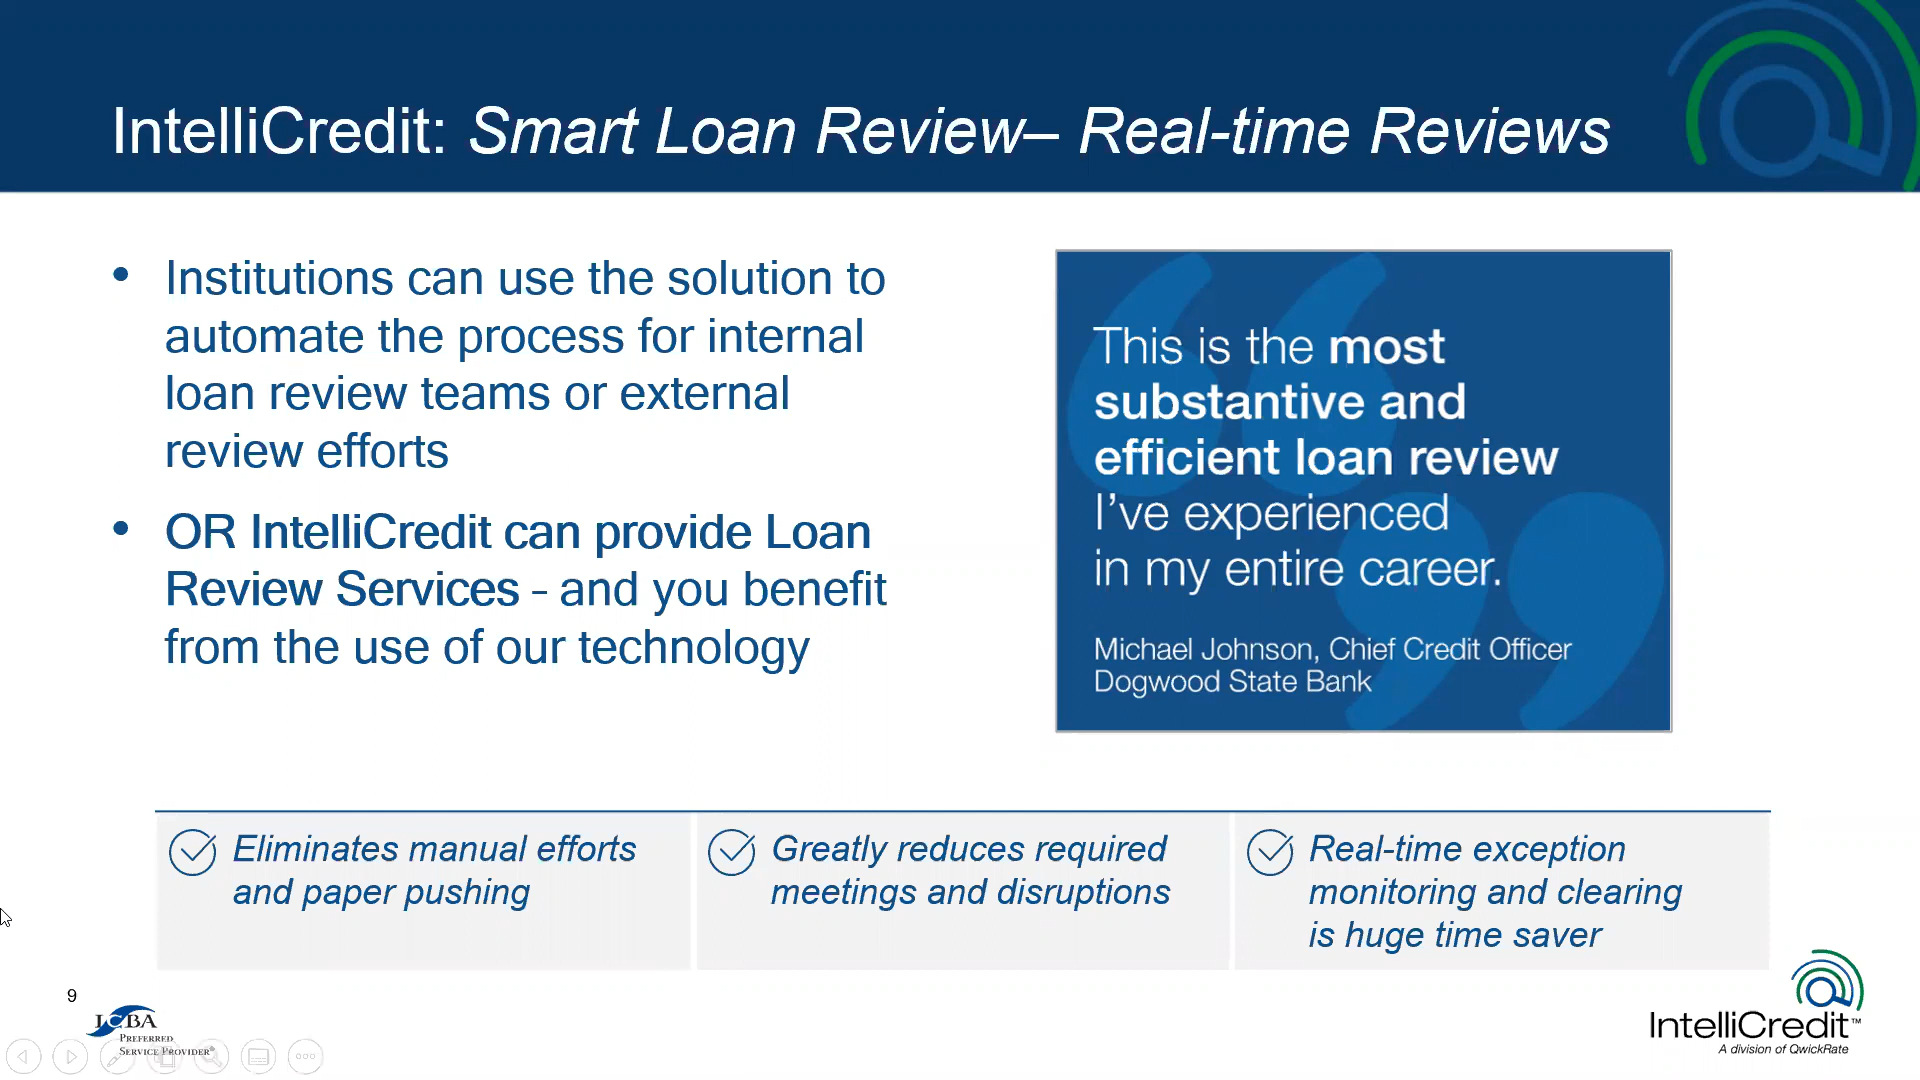 IntelliCredit: Smart Loan Review– Real-time Reviews
• Institutions can use the solution to
automate the process for internal
loan review teams or external
review efforts
• OR IntelliCredit can provide Loan
Review Services - and you benefit
from the use of our technology
This is the most
substantive and
efficient loan review
I've experienced
in my entire career.
Michael Johnson, Chief Credit Officer
Dogwood State Bank
Eliminates manual efforts
and paper pushing
Greatly reduces required
meetings and disruptions
Real-time exception
monitoring and clearing
is huge time saver
9
ICBA
PREFERRED
SERVICE PROVIDER®
IntelliCredit™
A division of QwickRate